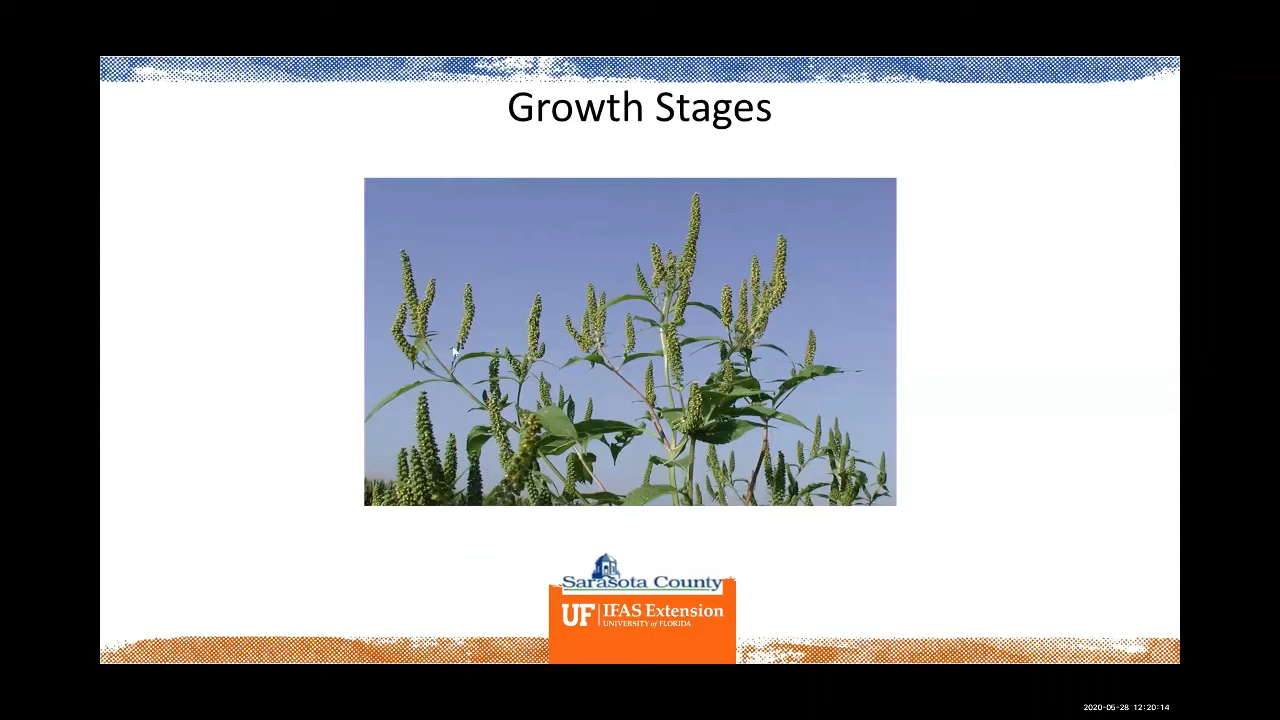 Growth Stages
Sarasota County
UF IFAS Extension
UNIVERSITY of FLORIDA
2020-05-28 12:20:14